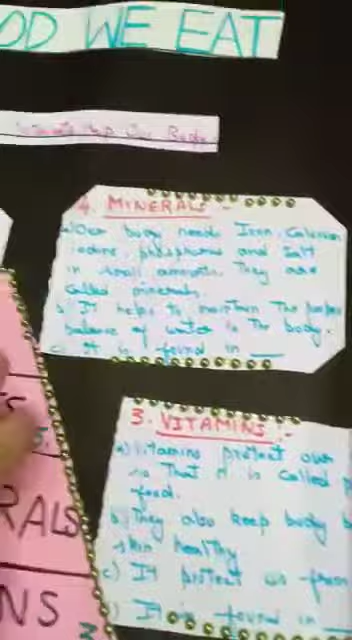 OD WE EAT
4. MINERALS :-
a) Our body needs Iron, Calcium
iodine, phosphorus and Salt
in small amounts. They are
called minerals.
b) It helps to maintain The proper
balance of water in The body.
c) It is found in
3. VITAMINS :-
a) Vitamins protect our
so That it is called
food.
b) They also keep body
skin healthy
c) It protect us from
) It is found in
5.
RALS
NS
2